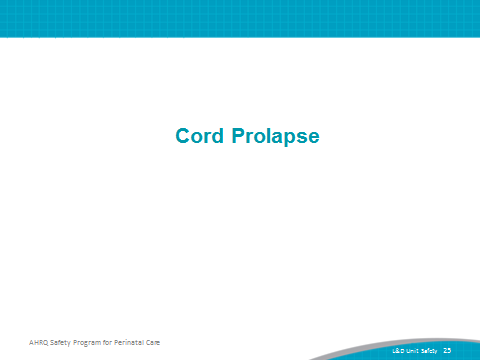 Cord Prolapse
AHRQ Safety Program for Perinatal Care
L&D Unit Safety 25